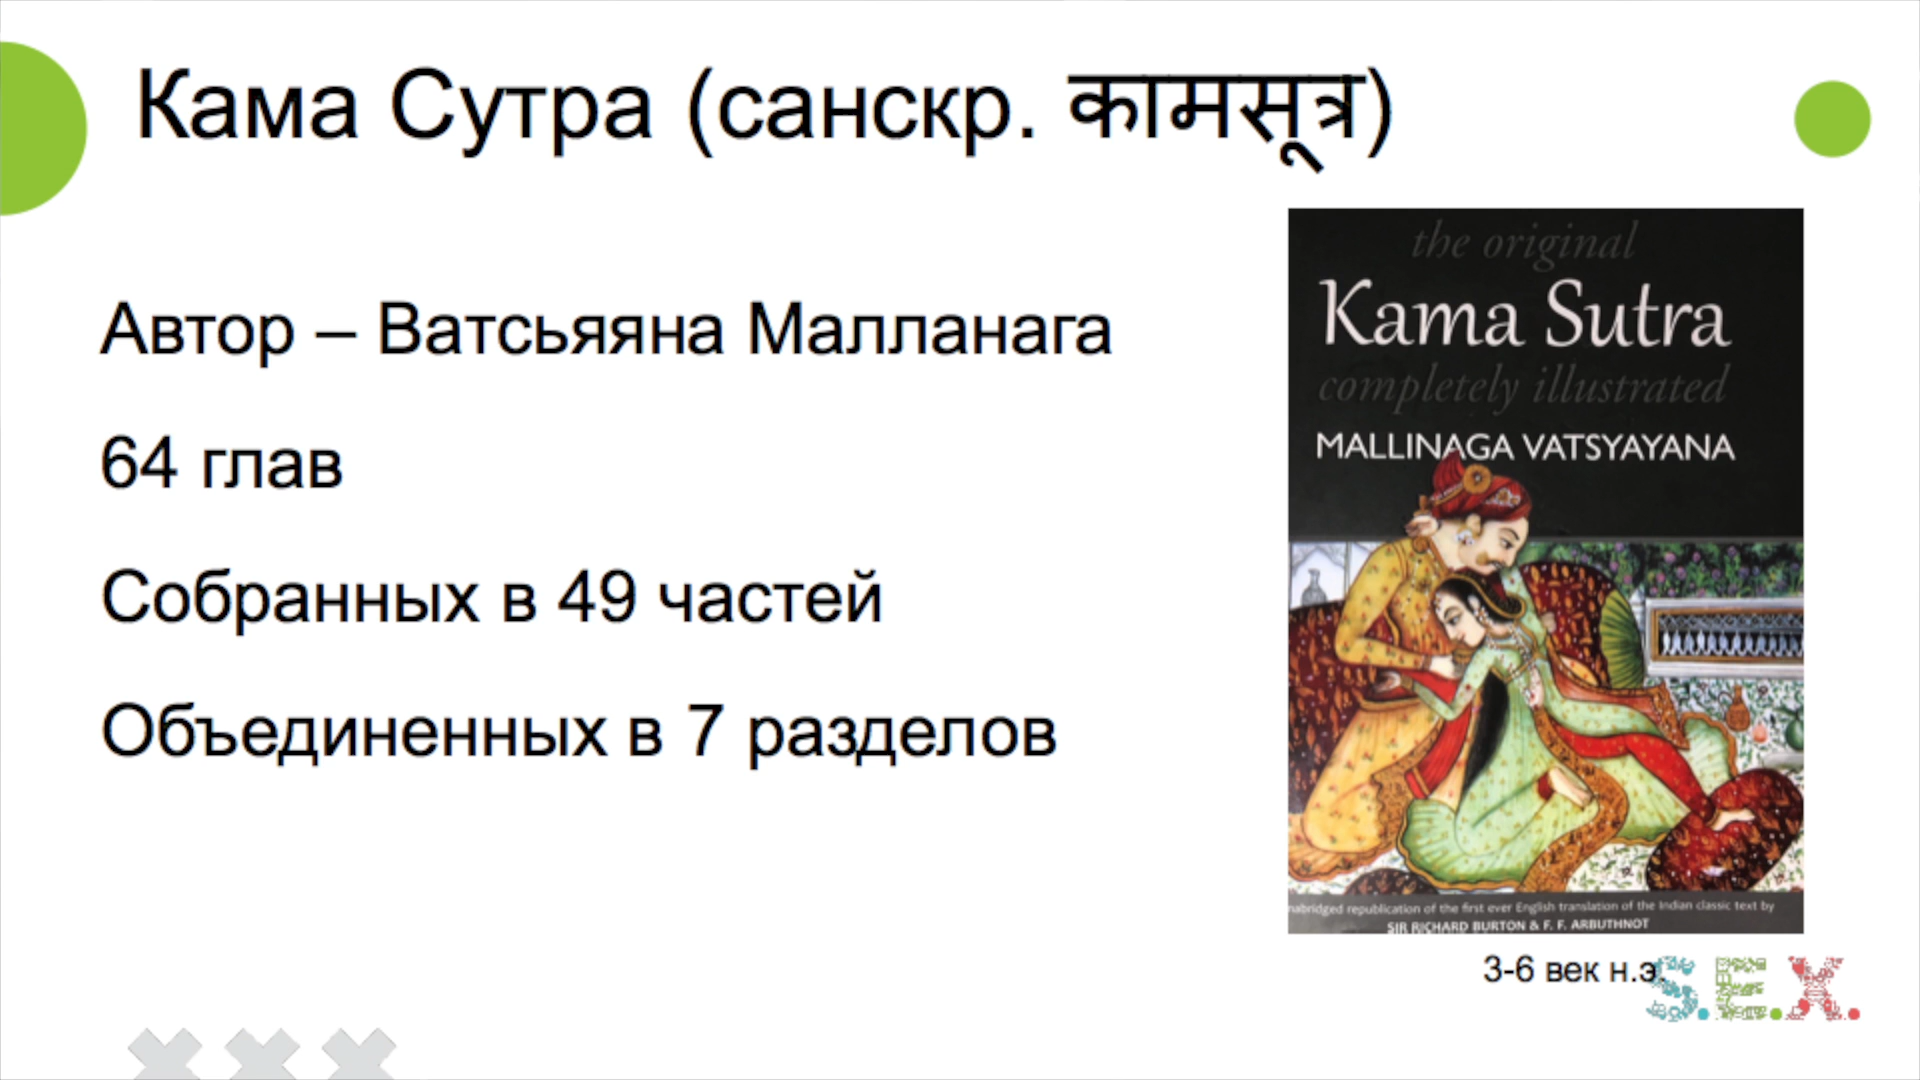 Кама Сутра (санскр. कामसूत्र)
Автор – Ватсьяяна Малланага
64 глав
Собранных в 49 частей
Объединенных в 7 разделов
the original
Kama Sutra
completely illustrated
MALLINAGA VATSYAYANA
nabridged republication of the first ever English translation of the Indian classic text by
SIR RICHARD BURTON & F. F. ARBUTHNOT
3-6 век н.э.
S.E.X.